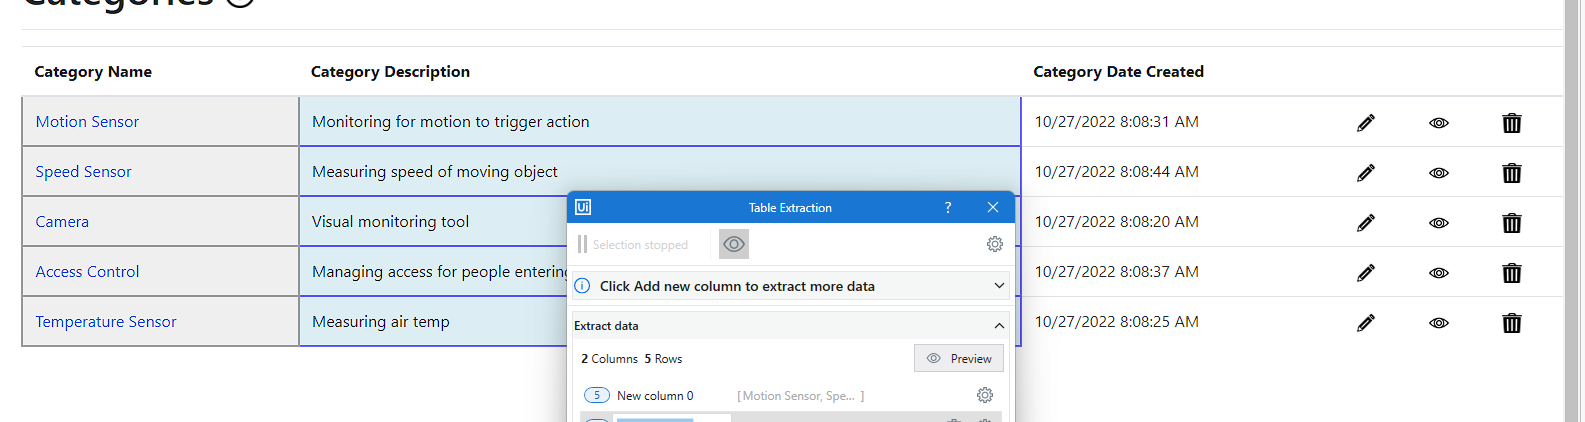 Categories
Category Name Category Description Category Date Created
Motion Sensor Monitoring for motion to trigger action 10/27/2022 8:08:31 AM
Speed Sensor Measuring speed of moving object 10/27/2022 8:08:44 AM
Camera Visual monitoring tool 10/27/2022 8:08:20 AM
Access Control Managing access for people entering 10/27/2022 8:08:37 AM
Temperature Sensor Measuring air temp 10/27/2022 8:08:25 AM
Ui Table Extraction ?
Selection stopped
Click Add new column to extract more data
Extract data
2 Columns 5 Rows Preview
5 New column 0 [ Motion Sensor, Spe... ]